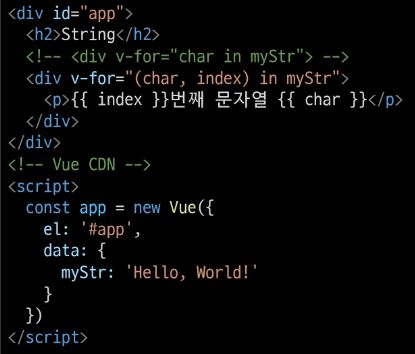 <div id="app">
  <h2>String</h2>
  <!-- <div v-for="char in myStr"> -->
  <div v-for="(char, index) in myStr">
    <p>{{ index }}번째 문자열 {{ char }}</p>
  </div>
</div>
<!-- Vue CDN -->
<script>
  const app = new Vue({
    el: '#app',
    data: {
      myStr: 'Hello, World!'
    }
  })
</script>